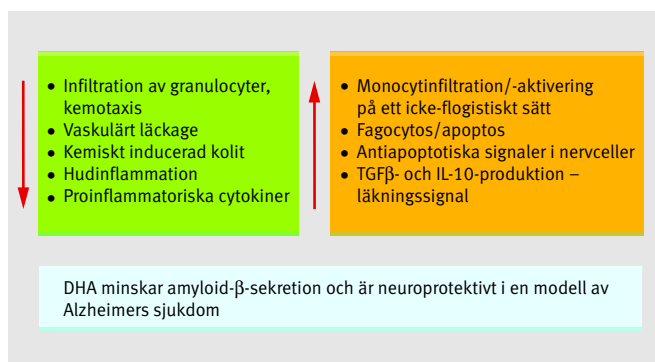 • Infiltration av granulocyter,
kemotaxis
• Vaskulärt läckage
• Kemiskt inducerad kolit
• Hudinflammation
• Proinflammatoriska cytokiner
• Monocytinfiltration/-aktivering
på ett icke-flogistiskt sätt
• Fagocytos/apoptos
• Antiapoptotiska signaler i nervceller
• TGFβ- och IL-10-produktion –
läkningssignal
DHA minskar amyloid-β-sekretion och är neuroprotektivt i en modell av
Alzheimers sjukdom